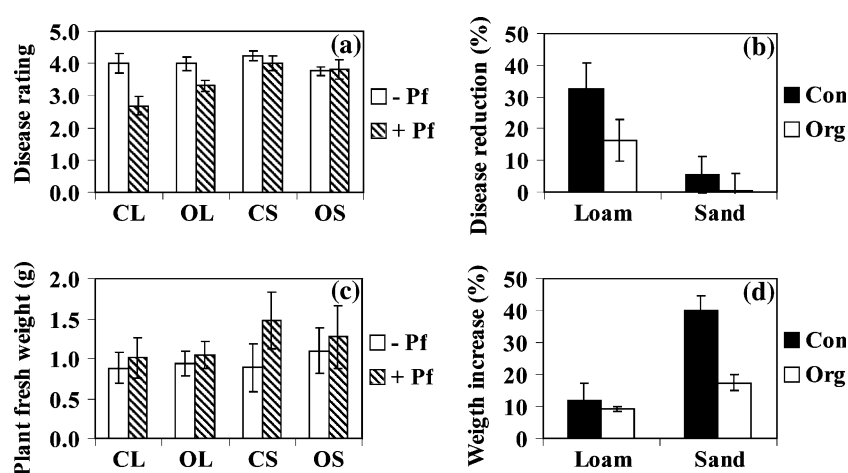 (a)
Disease rating
5.0
4.0
3.0
2.0
1.0
0.0
CL OL CS OS
- Pf
+ Pf
(b)
Disease reduction (%)
50
40
30
20
10
0
Loam Sand
Con
Org
(c)
Plant fresh weight (g)
2.0
1.5
1.0
0.5
0.0
CL OL CS OS
- Pf
+ Pf
(d)
Weigth increase (%)
50
40
30
20
10
0
Loam Sand
Con
Org